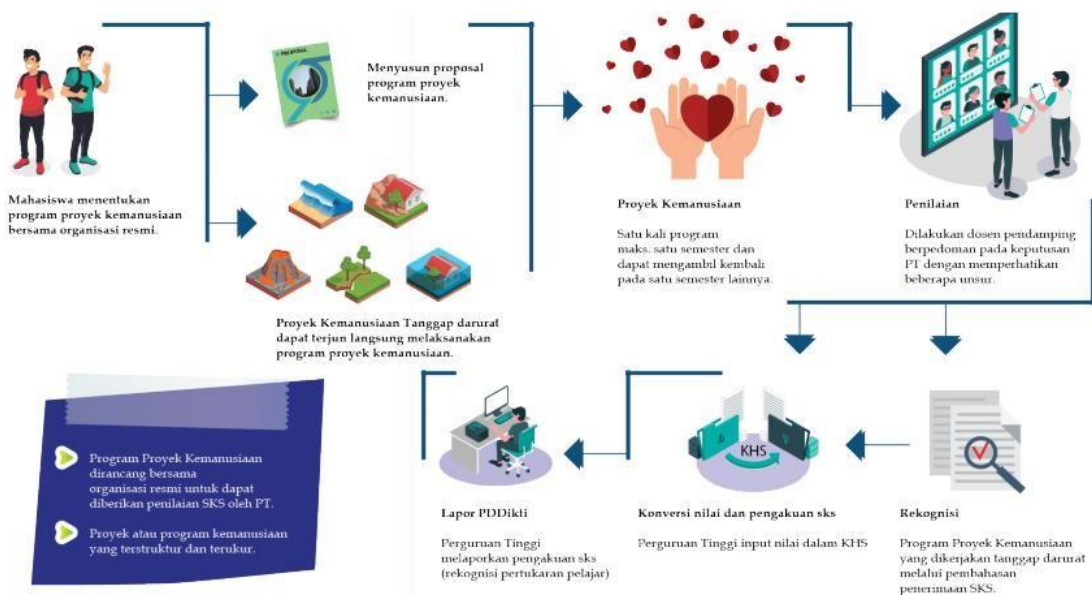 PROPOSAL
Menyusun proposal
program proyek
kemanusiaan.
Mahasiswa menentukan
program proyek kemanusiaan
bersama organisasi resmi.
Proyek Kemanusiaan Tanggap darurat
dapat terjun langsung melaksanakan
program proyek kemanusiaan.
Proyek Kemanusiaan
Satu kali program
maks. satu semester dan
dapat mengambil kembali
pada satu semester lainnya.
Penilaian
Dilakukan dosen pendamping
berpedoman pada keputusan
PT dengan memperhatikan
beberapa unsur.
Rekognisi
Program Proyek Kemanusiaan
yang dikerjakan tanggap darurat
melalui pembahasan
penerimaan SKS.
KHS
Konversi nilai dan pengakuan sks
Perguruan Tinggi input nilai dalam KHS
Lapor PDDikti
Perguruan Tinggi
melaporkan pengakuan sks
(rekognisi pertukaran pelajar)
Program Proyek Kemanusiaan
dirancang bersama
organisasi resmi untuk dapat
diberikan penilaian SKS oleh PT.
Proyek atau program kemanusiaan
yang terstruktur dan terukur.